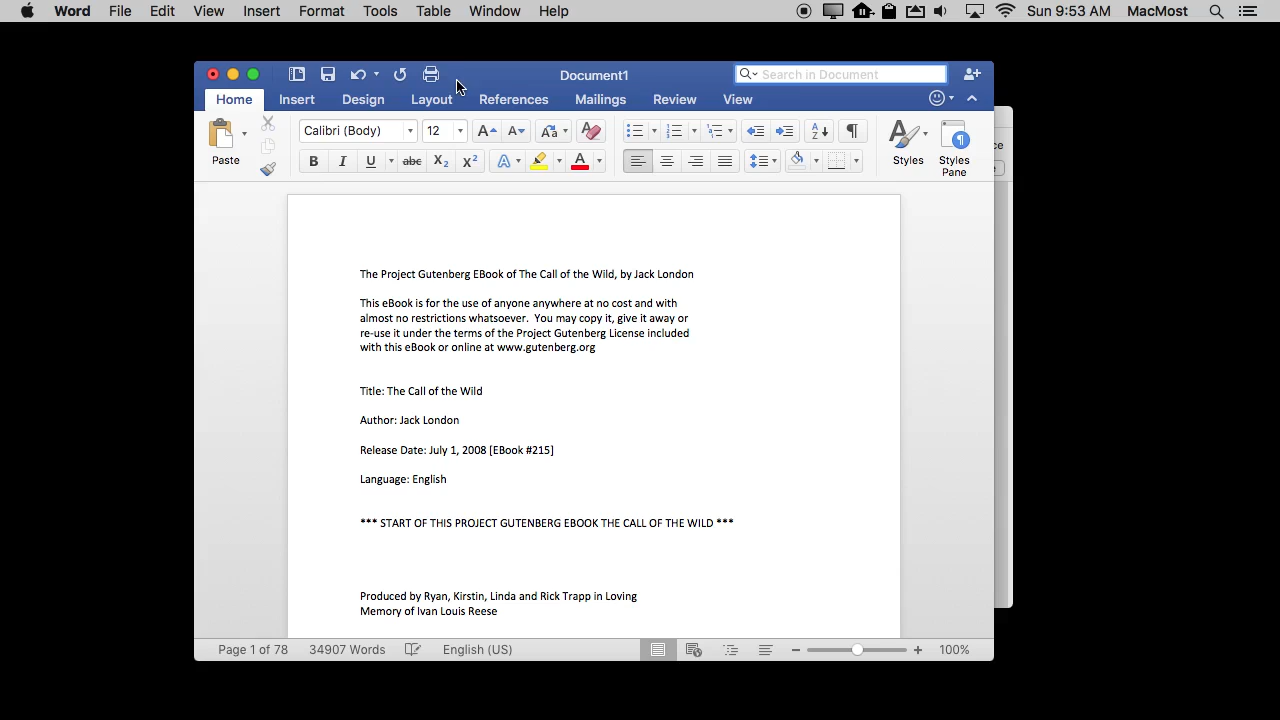 Word File Edit View Insert Format Tools Table Window Help Sun 9:53 AM MacMost
Document1 Search in Document
Home Insert Design Layout References Mailings Review View
Calibri (Body) 12
Paste Styles Styles
Pane
The Project Gutenberg EBook of The Call of the Wild, by Jack London
This eBook is for the use of anyone anywhere at no cost and with
almost no restrictions whatsoever.  You may copy it, give it away or
re-use it under the terms of the Project Gutenberg License included
with this eBook or online at www.gutenberg.org
Title: The Call of the Wild
Author: Jack London
Release Date: July 1, 2008 [EBook #215]
Language: English
*** START OF THIS PROJECT GUTENBERG EBOOK THE CALL OF THE WILD ***
Produced by Ryan, Kirstin, Linda and Rick Trapp in Loving
Memory of Ivan Louis Reese
Page 1 of 78 34907 Words English (US) 100%